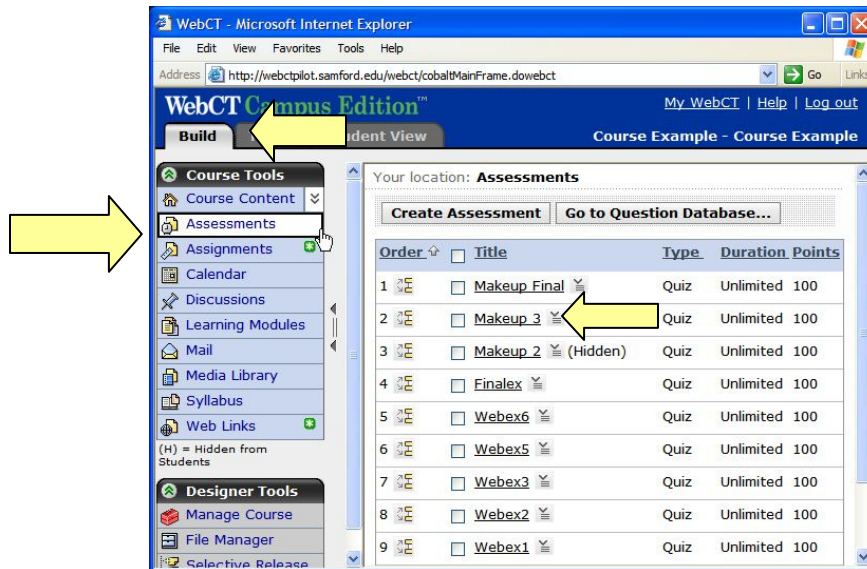 WebCT - Microsoft Internet Explorer
File Edit View Favorites Tools Help
Address http://webctpilot.samford.edu/webct/cobaltMainFrame.dowebct Go Links
WebCT Campus Edition™ My WebCT | Help | Log out
Build Student View Course Example - Course Example
Course Tools
Course Content
Assessments
Assignments
Calendar
Discussions
Learning Modules
Mail
Media Library
Syllabus
Web Links
(H) = Hidden from
Students
Designer Tools
Manage Course
File Manager
Selective Release
Your location: Assessments
Create Assessment Go to Question Database...
Order Title Type Duration Points
1 Makeup Final Quiz Unlimited 100
2 Makeup 3 Quiz Unlimited 100
3 Makeup 2 (Hidden) Quiz Unlimited 100
4 Finalex Quiz Unlimited 100
5 Webex6 Quiz Unlimited 100
6 Webex5 Quiz Unlimited 100
7 Webex3 Quiz Unlimited 100
8 Webex2 Quiz Unlimited 100
9 Webex1 Quiz Unlimited 100